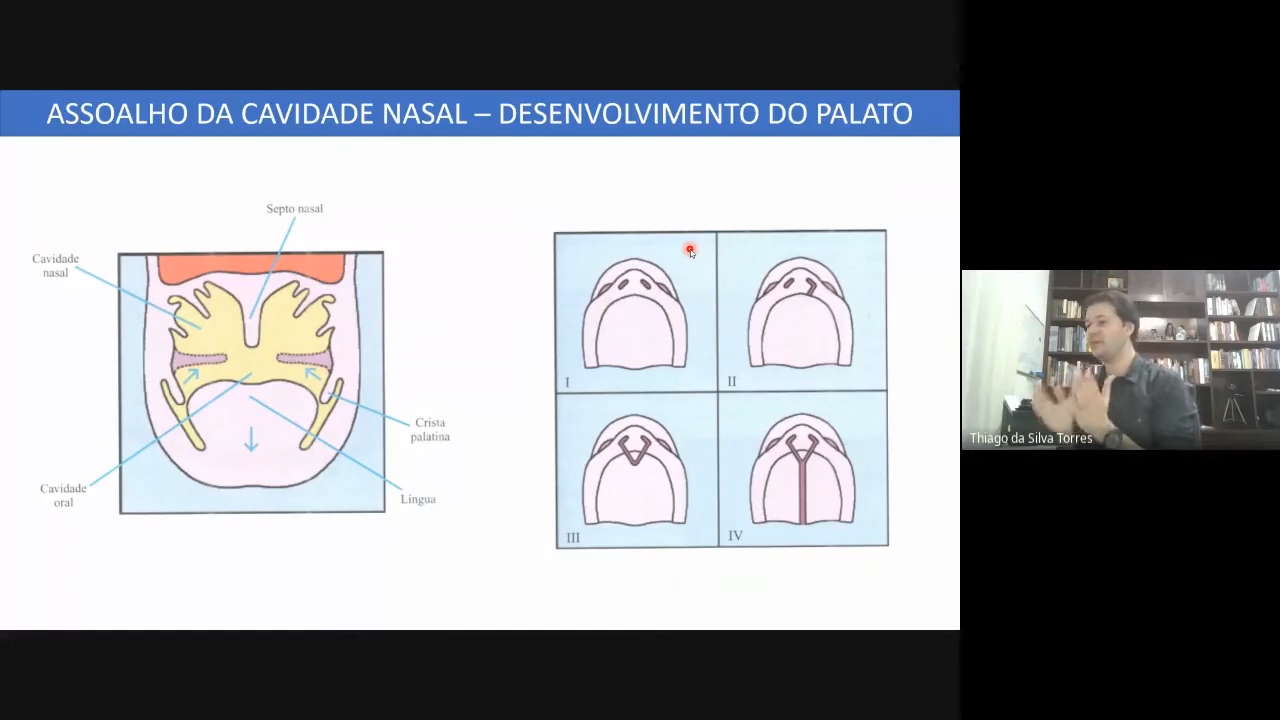 ASSOALHO DA CAVIDADE NASAL – DESENVOLVIMENTO DO PALATO
Septo nasal
Cavidade
nasal
Crista
palatina
Cavidade
oral
Língua
I
II
III
IV
Thiago da Silva Torres